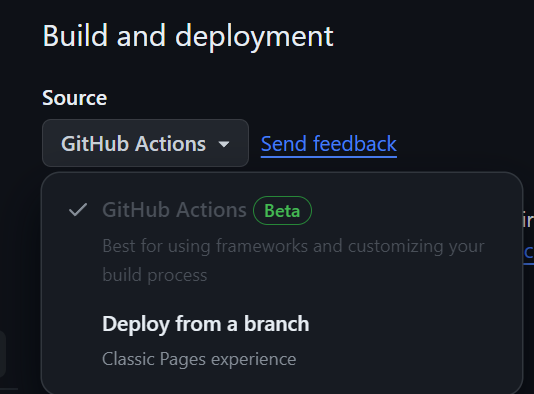 Build and deployment
Source
GitHub Actions
Send feedback
GitHub Actions Beta
Best for using frameworks and customizing your
build process
Deploy from a branch
Classic Pages experience